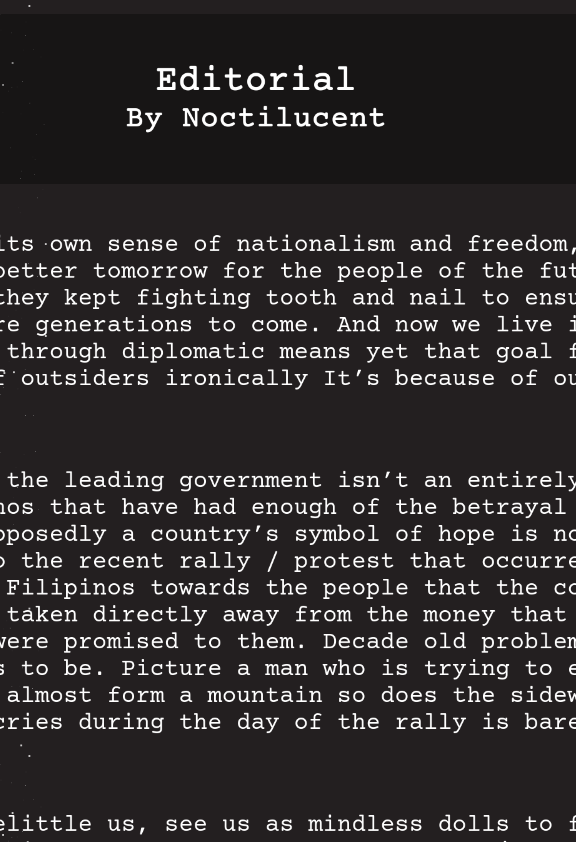 Editorial
By Noctilucent
its own sense of nationalism and freedom,
better tomorrow for the people of the fut
they kept fighting tooth and nail to ensu
re generations to come. And now we live i
through diplomatic means yet that goal f
f outsiders ironically It’s because of ou
the leading government isn’t an entirely
nos that have had enough of the betrayal
pposedly a country’s symbol of hope is no
o the recent rally / protest that occurre
Filipinos towards the people that the co
taken directly away from the money that
were promised to them. Decade old problem
s to be. Picture a man who is trying to e
almost form a mountain so does the sidew
cries during the day of the rally is bare
elittle us, see us as mindless dolls to f